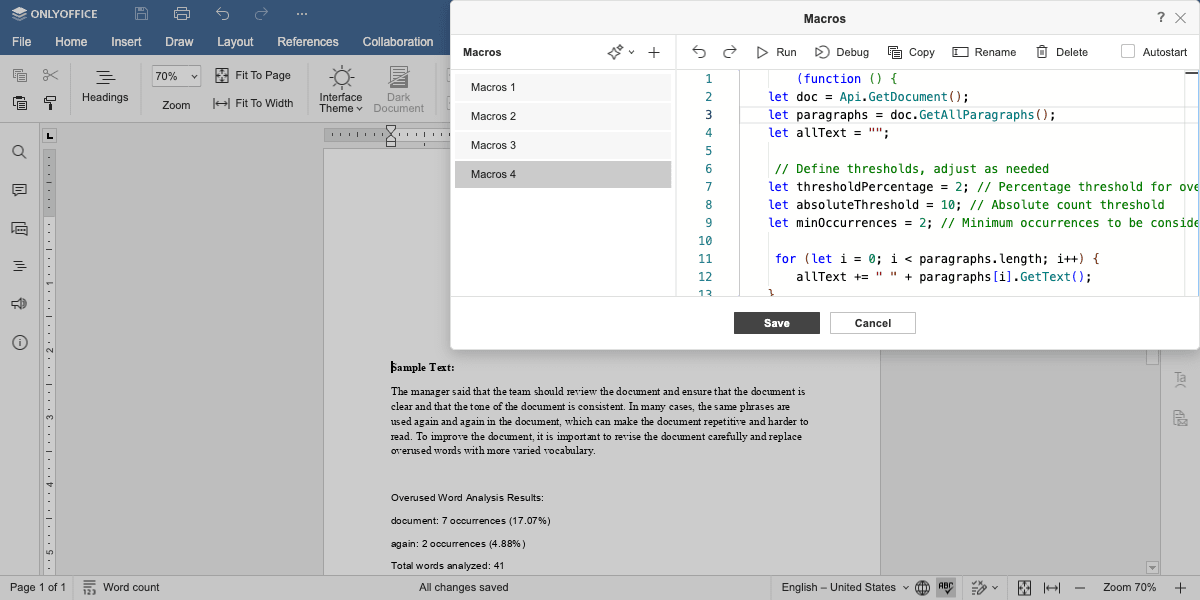 ONLYOFFICE
...
File Home Insert Draw Layout References Collaboration
Headings
70%
Zoom
Fit To Page
Fit To Width
Interface
Theme
Dark
Document
Macros
?
Macros
Run Debug Copy Rename Delete Autostart
Macros 1
Macros 2
Macros 3
Macros 4
1 (function () {
2 let doc = Api.GetDocument();
3 let paragraphs = doc.GetAllParagraphs();
4 let allText = "";
5
6 // Define thresholds, adjust as needed
7 let thresholdPercentage = 2; // Percentage threshold for ove
8 let absoluteThreshold = 10; // Absolute count threshold
9 let minOccurrences = 2; // Minimum occurrences to be conside
10
11 for (let i = 0; i < paragraphs.length; i++) {
12 allText += " " + paragraphs[i].GetText();
13 }
Save Cancel
L
1
2
3
4
5
Sample Text:
The manager said that the team should review the document and ensure that the document is
clear and that the tone of the document is consistent. In many cases, the same phrases are
used again and again in the document, which can make the document repetitive and harder to
read. To improve the document, it is important to revise the document carefully and replace
overused words with more varied vocabulary.
Overused Word Analysis Results:
document: 7 occurrences (17.07%)
again: 2 occurrences (4.88%)
Total words analyzed: 41
Ta
Page 1 of 1 123 Word count All changes saved English – United States ABC Zoom 70%